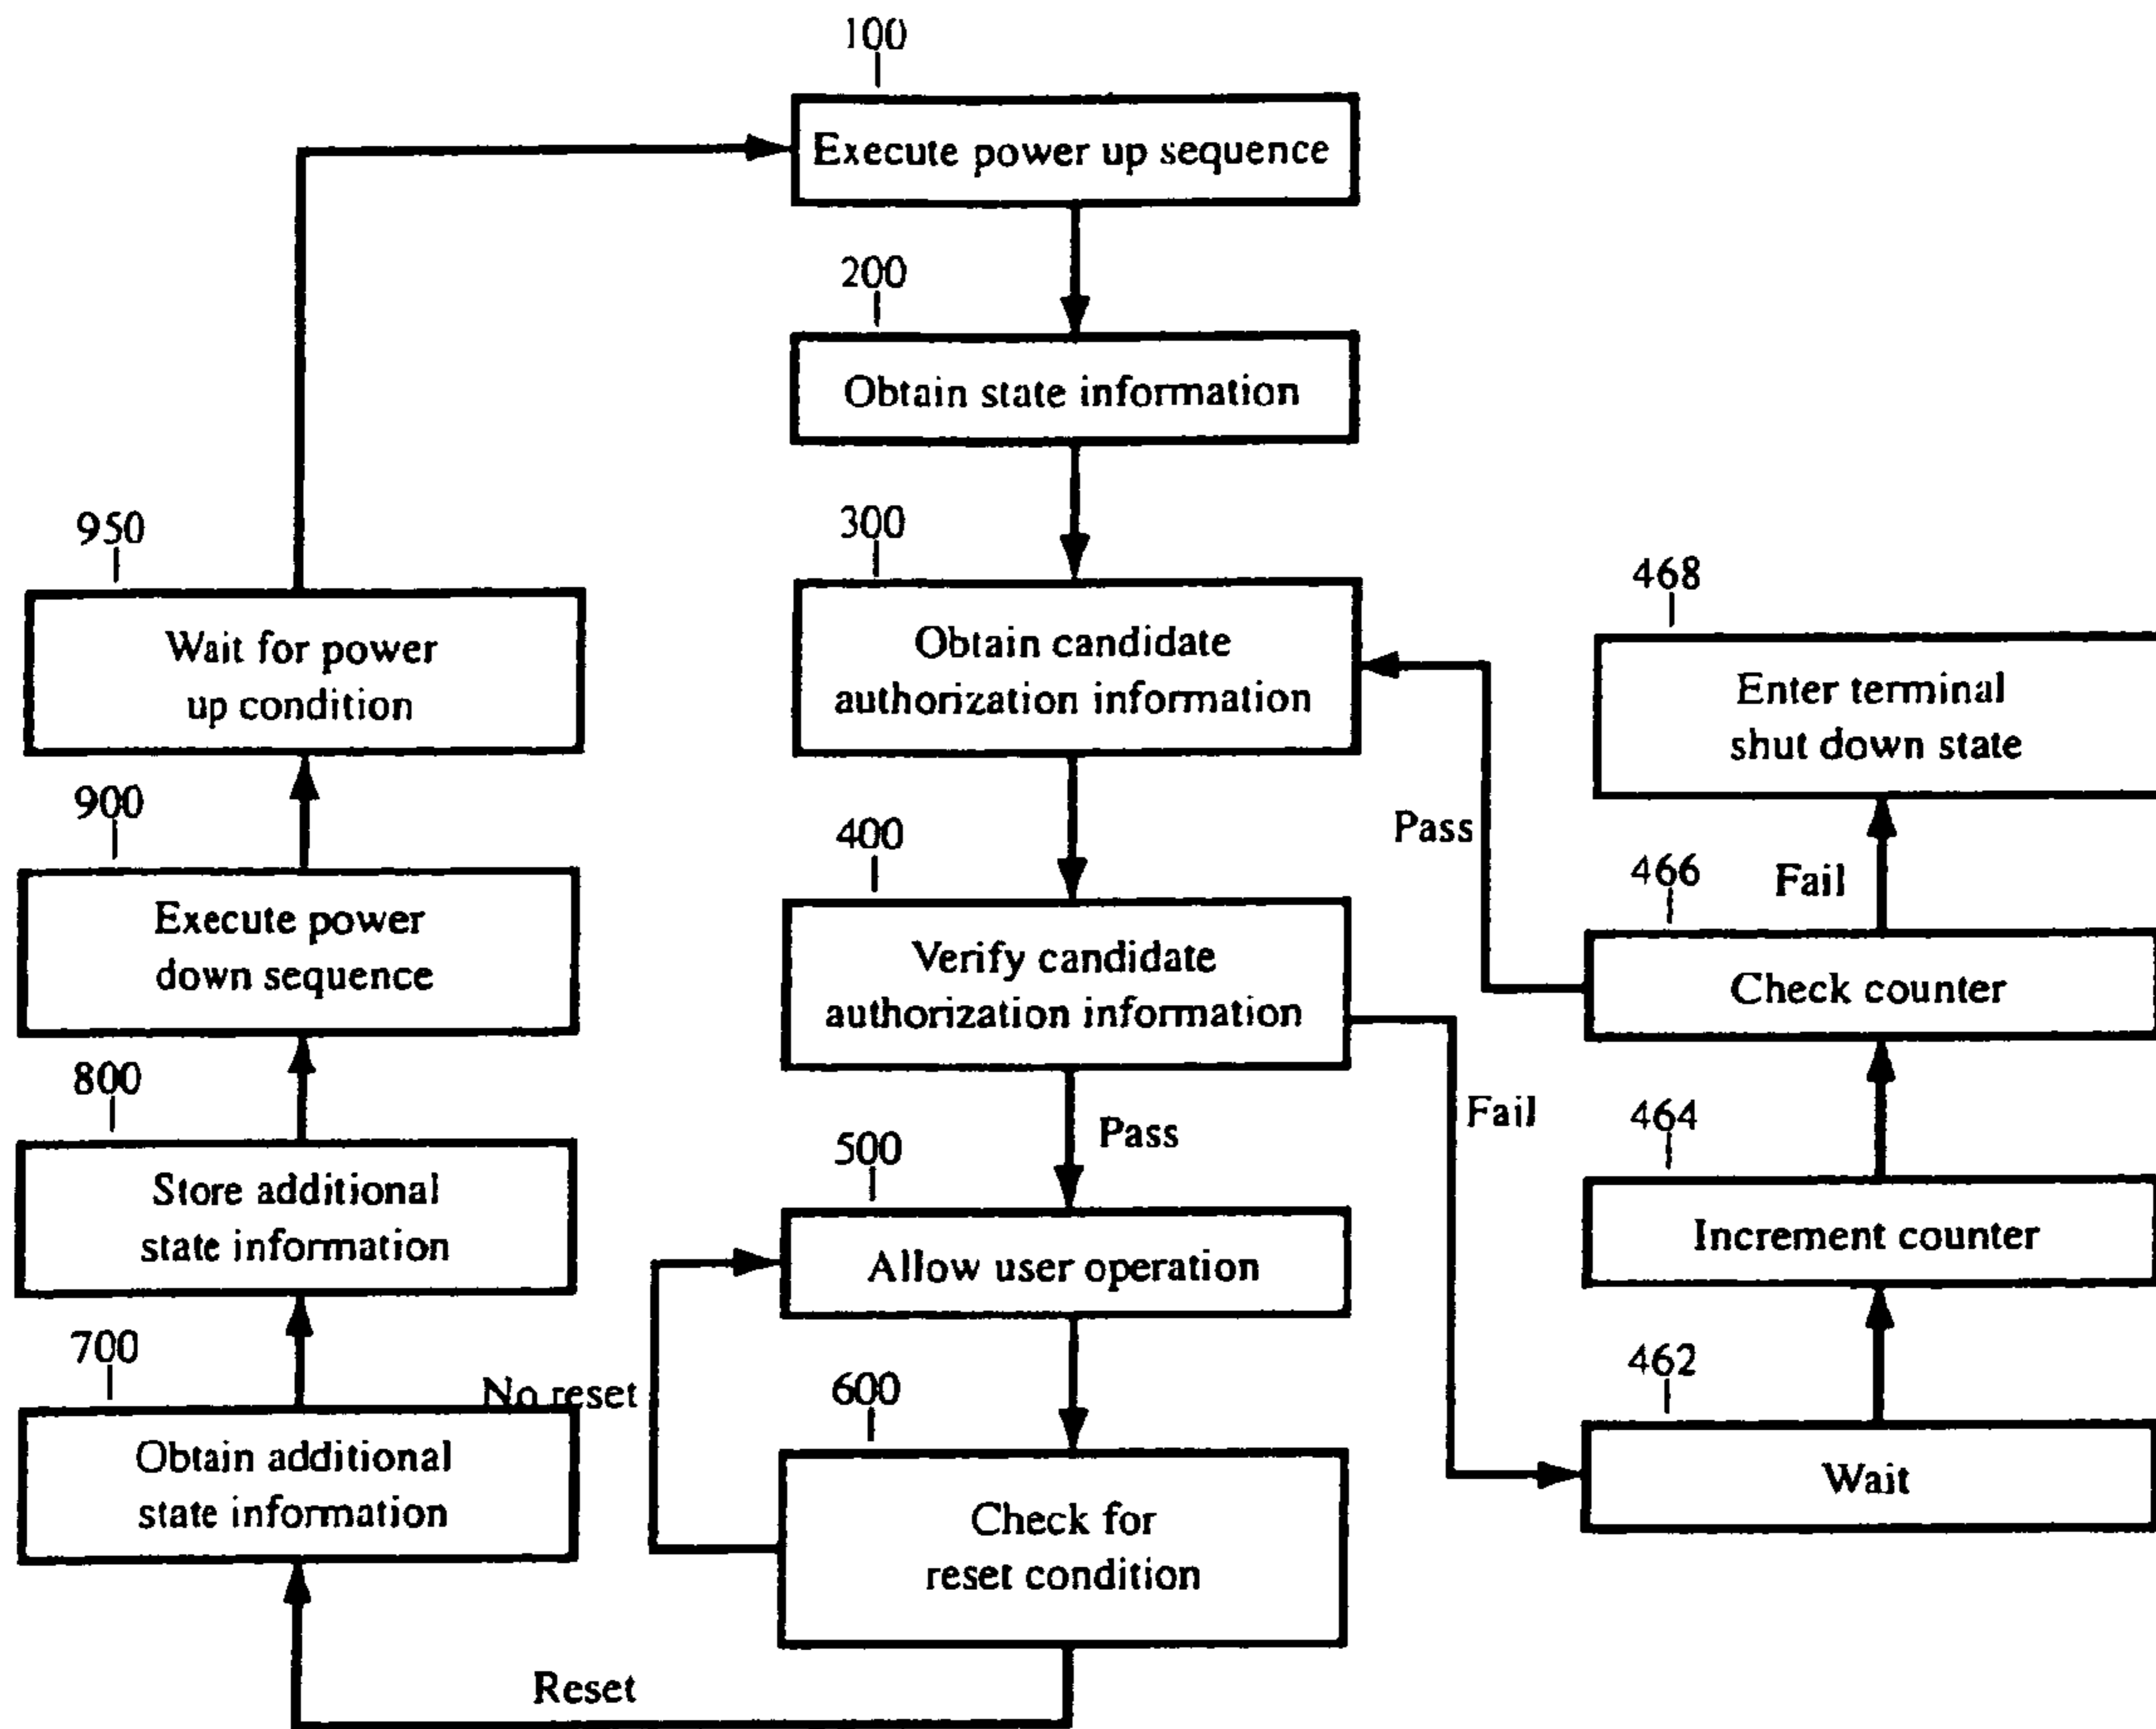 100
Execute power up sequence
200
Obtain state information
300
Obtain candidate
authorization information
400
Verify candidate
authorization information
Pass
Fail
500
Allow user operation
600
Check for
reset condition
No reset
Reset
700
Obtain additional
state information
800
Store additional
state information
900
Execute power
down sequence
950
Wait for power
up condition
462
Wait
464
Increment counter
466
Check counter
Pass
Fail
468
Enter terminal
shut down state